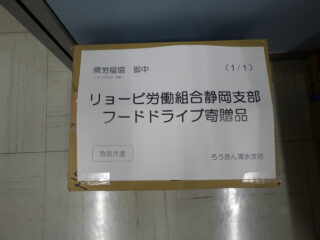 県労福協 御中
(1/1)
リョービ労働組合静岡支部
フードドライブ寄贈品
取扱注意
ろうきん清水支店